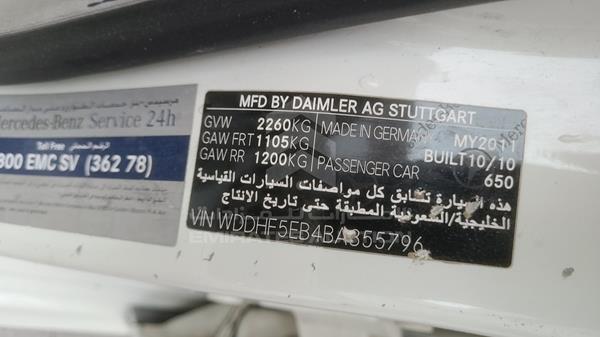 Mercedes-Benz Service 24h
Toll Free الرقم المجاني
800 EMC SV (362 78)
MFD BY DAIMLER AG STUTTGART
GVW 2260KG MADE IN GERMANY MY2011
GAW FRT 1105KG BUILT10/10
GAW RR 1200KG PASSENGER CAR 650
هذه السيارة تطابق كل مواصفات السيارات القياسية
الخليجية/السعودية المطبقة حتى تاريخ الانتاج
VIN WDDHF5EB4BA355796